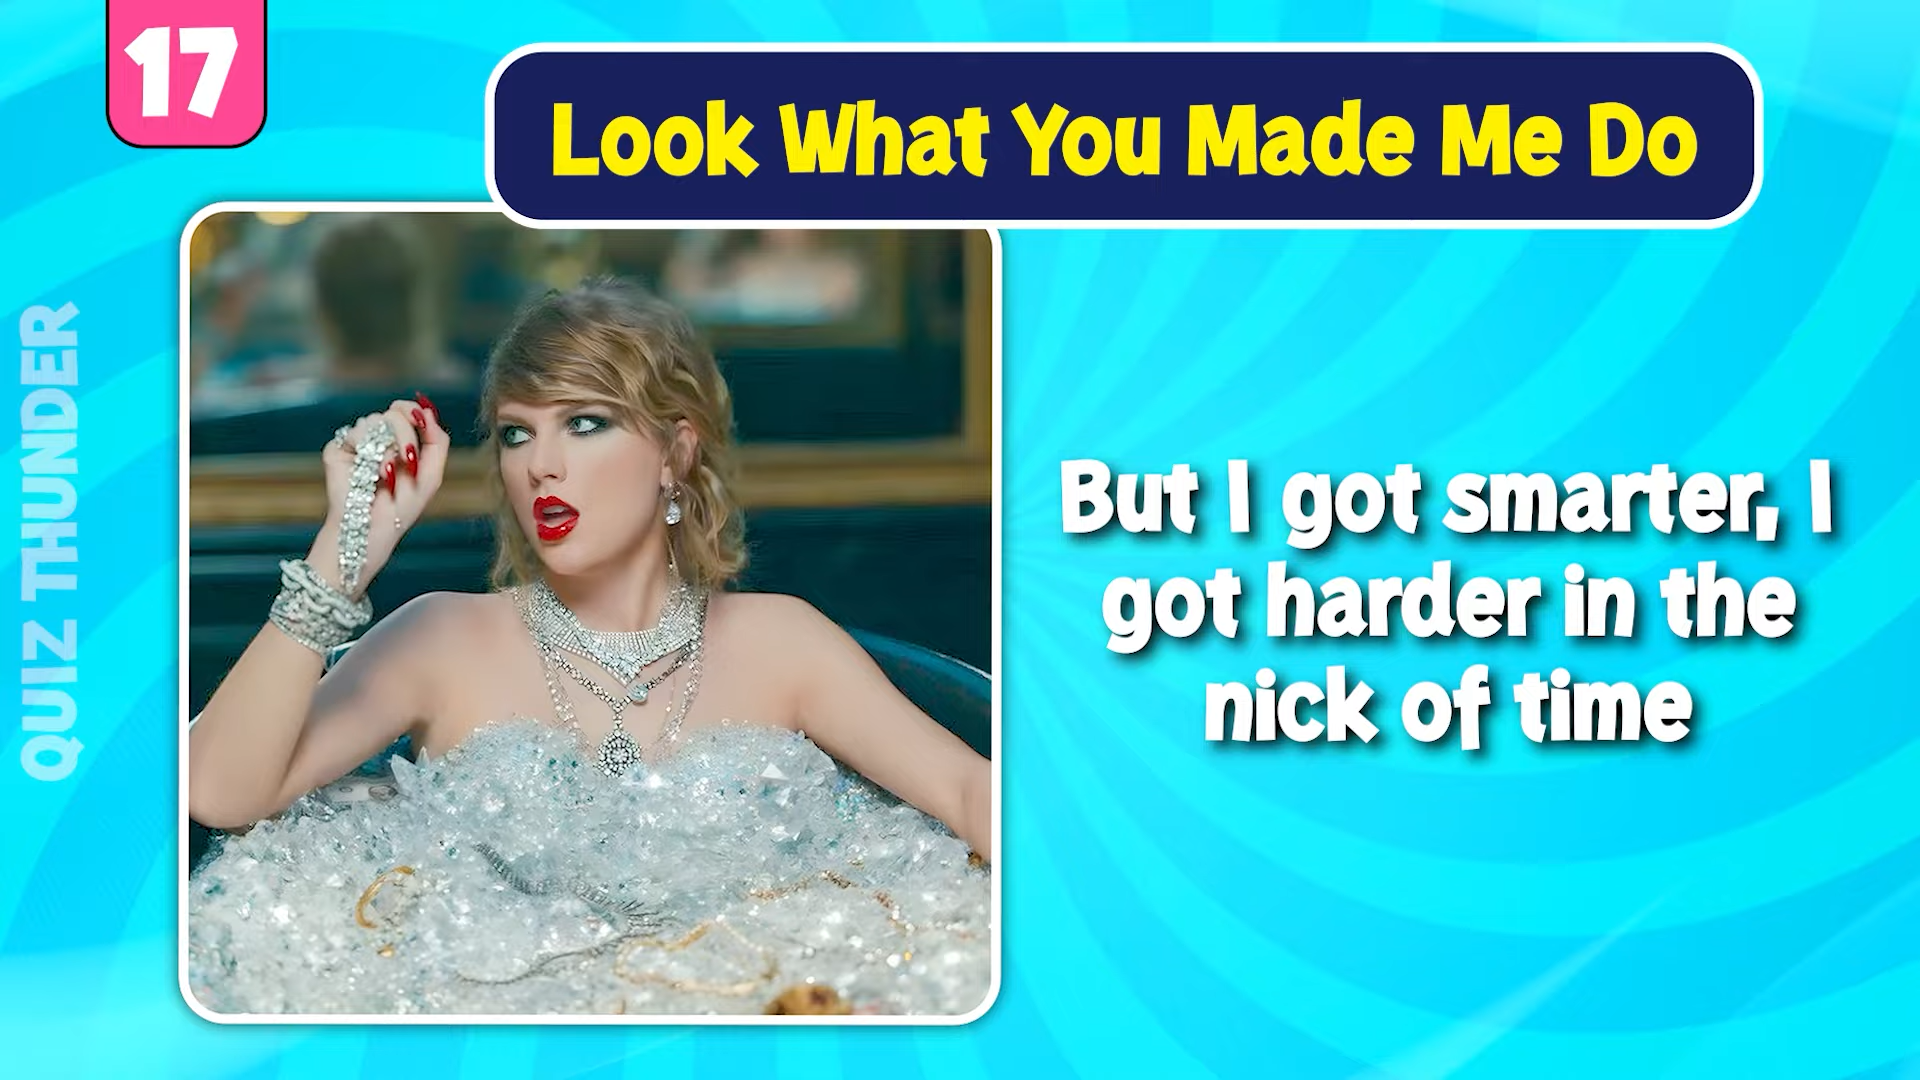 17
Look What You Made Me Do
QUIZ THUNDER
But I got smarter, I
got harder in the
nick of time